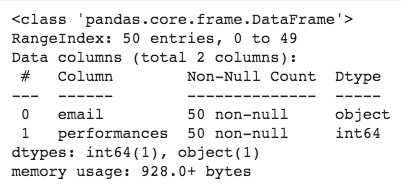 <class 'pandas.core.frame.DataFrame'>
RangeIndex: 50 entries, 0 to 49
Data columns (total 2 columns):
 #   Column        Non-Null Count  Dtype
---  ------        --------------  -----
 0   email         50 non-null     object
 1   performances  50 non-null     int64
dtypes: int64(1), object(1)
memory usage: 928.0+ bytes